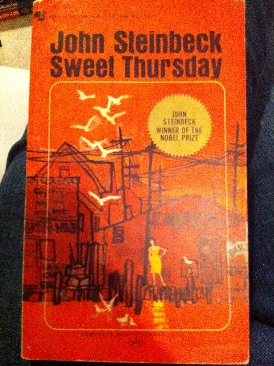 John Steinbeck
Sweet Thursday
JOHN
STEINBECK
WINNER OF THE
NOBEL PRIZE